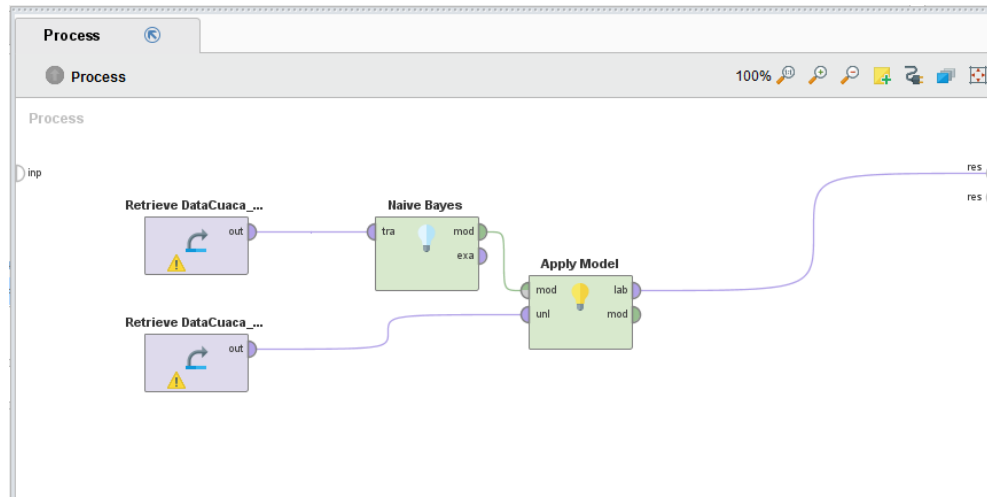 Process
Process
100%
Process
inp
res
res
Retrieve DataCuaca_...
out
Naive Bayes
tra
mod
exa
Apply Model
mod
lab
unl
mod
Retrieve DataCuaca_...
out